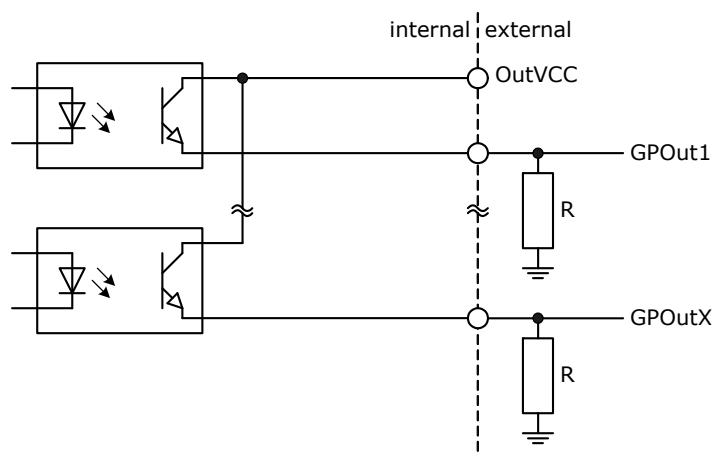 internal external
OutVCC
GPOut1
R
GPOutX
R